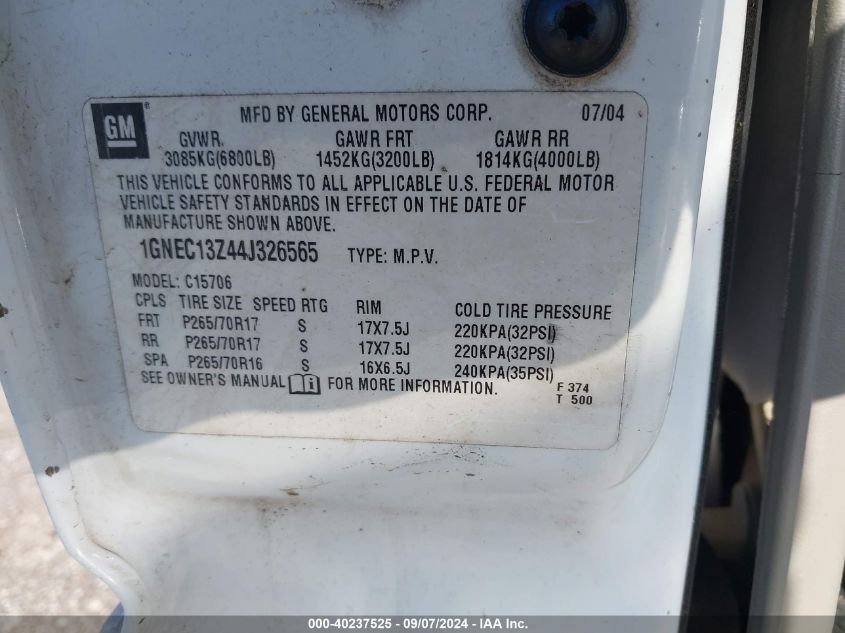 GM ® MFD BY GENERAL MOTORS CORP. 07/04
GVWR. GAWR FRT GAWR RR
3085KG(6800LB) 1452KG(3200LB) 1814KG(4000LB)
THIS VEHICLE CONFORMS TO ALL APPLICABLE U.S. FEDERAL MOTOR
VEHICLE SAFETY STANDARDS IN EFFECT ON THE DATE OF
MANUFACTURE SHOWN ABOVE.
1GNEC13Z44J326565 TYPE: M.P.V.
MODEL: C15706
CPLS TIRE SIZE SPEED RTG RIM COLD TIRE PRESSURE
FRT P265/70R17 S 17X7.5J 220KPA(32PSI)
RR P265/70R17 S 17X7.5J 220KPA(32PSI)
SPA P265/70R16 S 16X6.5J 240KPA(35PSI)
SEE OWNER'S MANUAL FOR MORE INFORMATION.
F 374
T 500
000-40237525 - 09/07/2024 - IAA Inc.